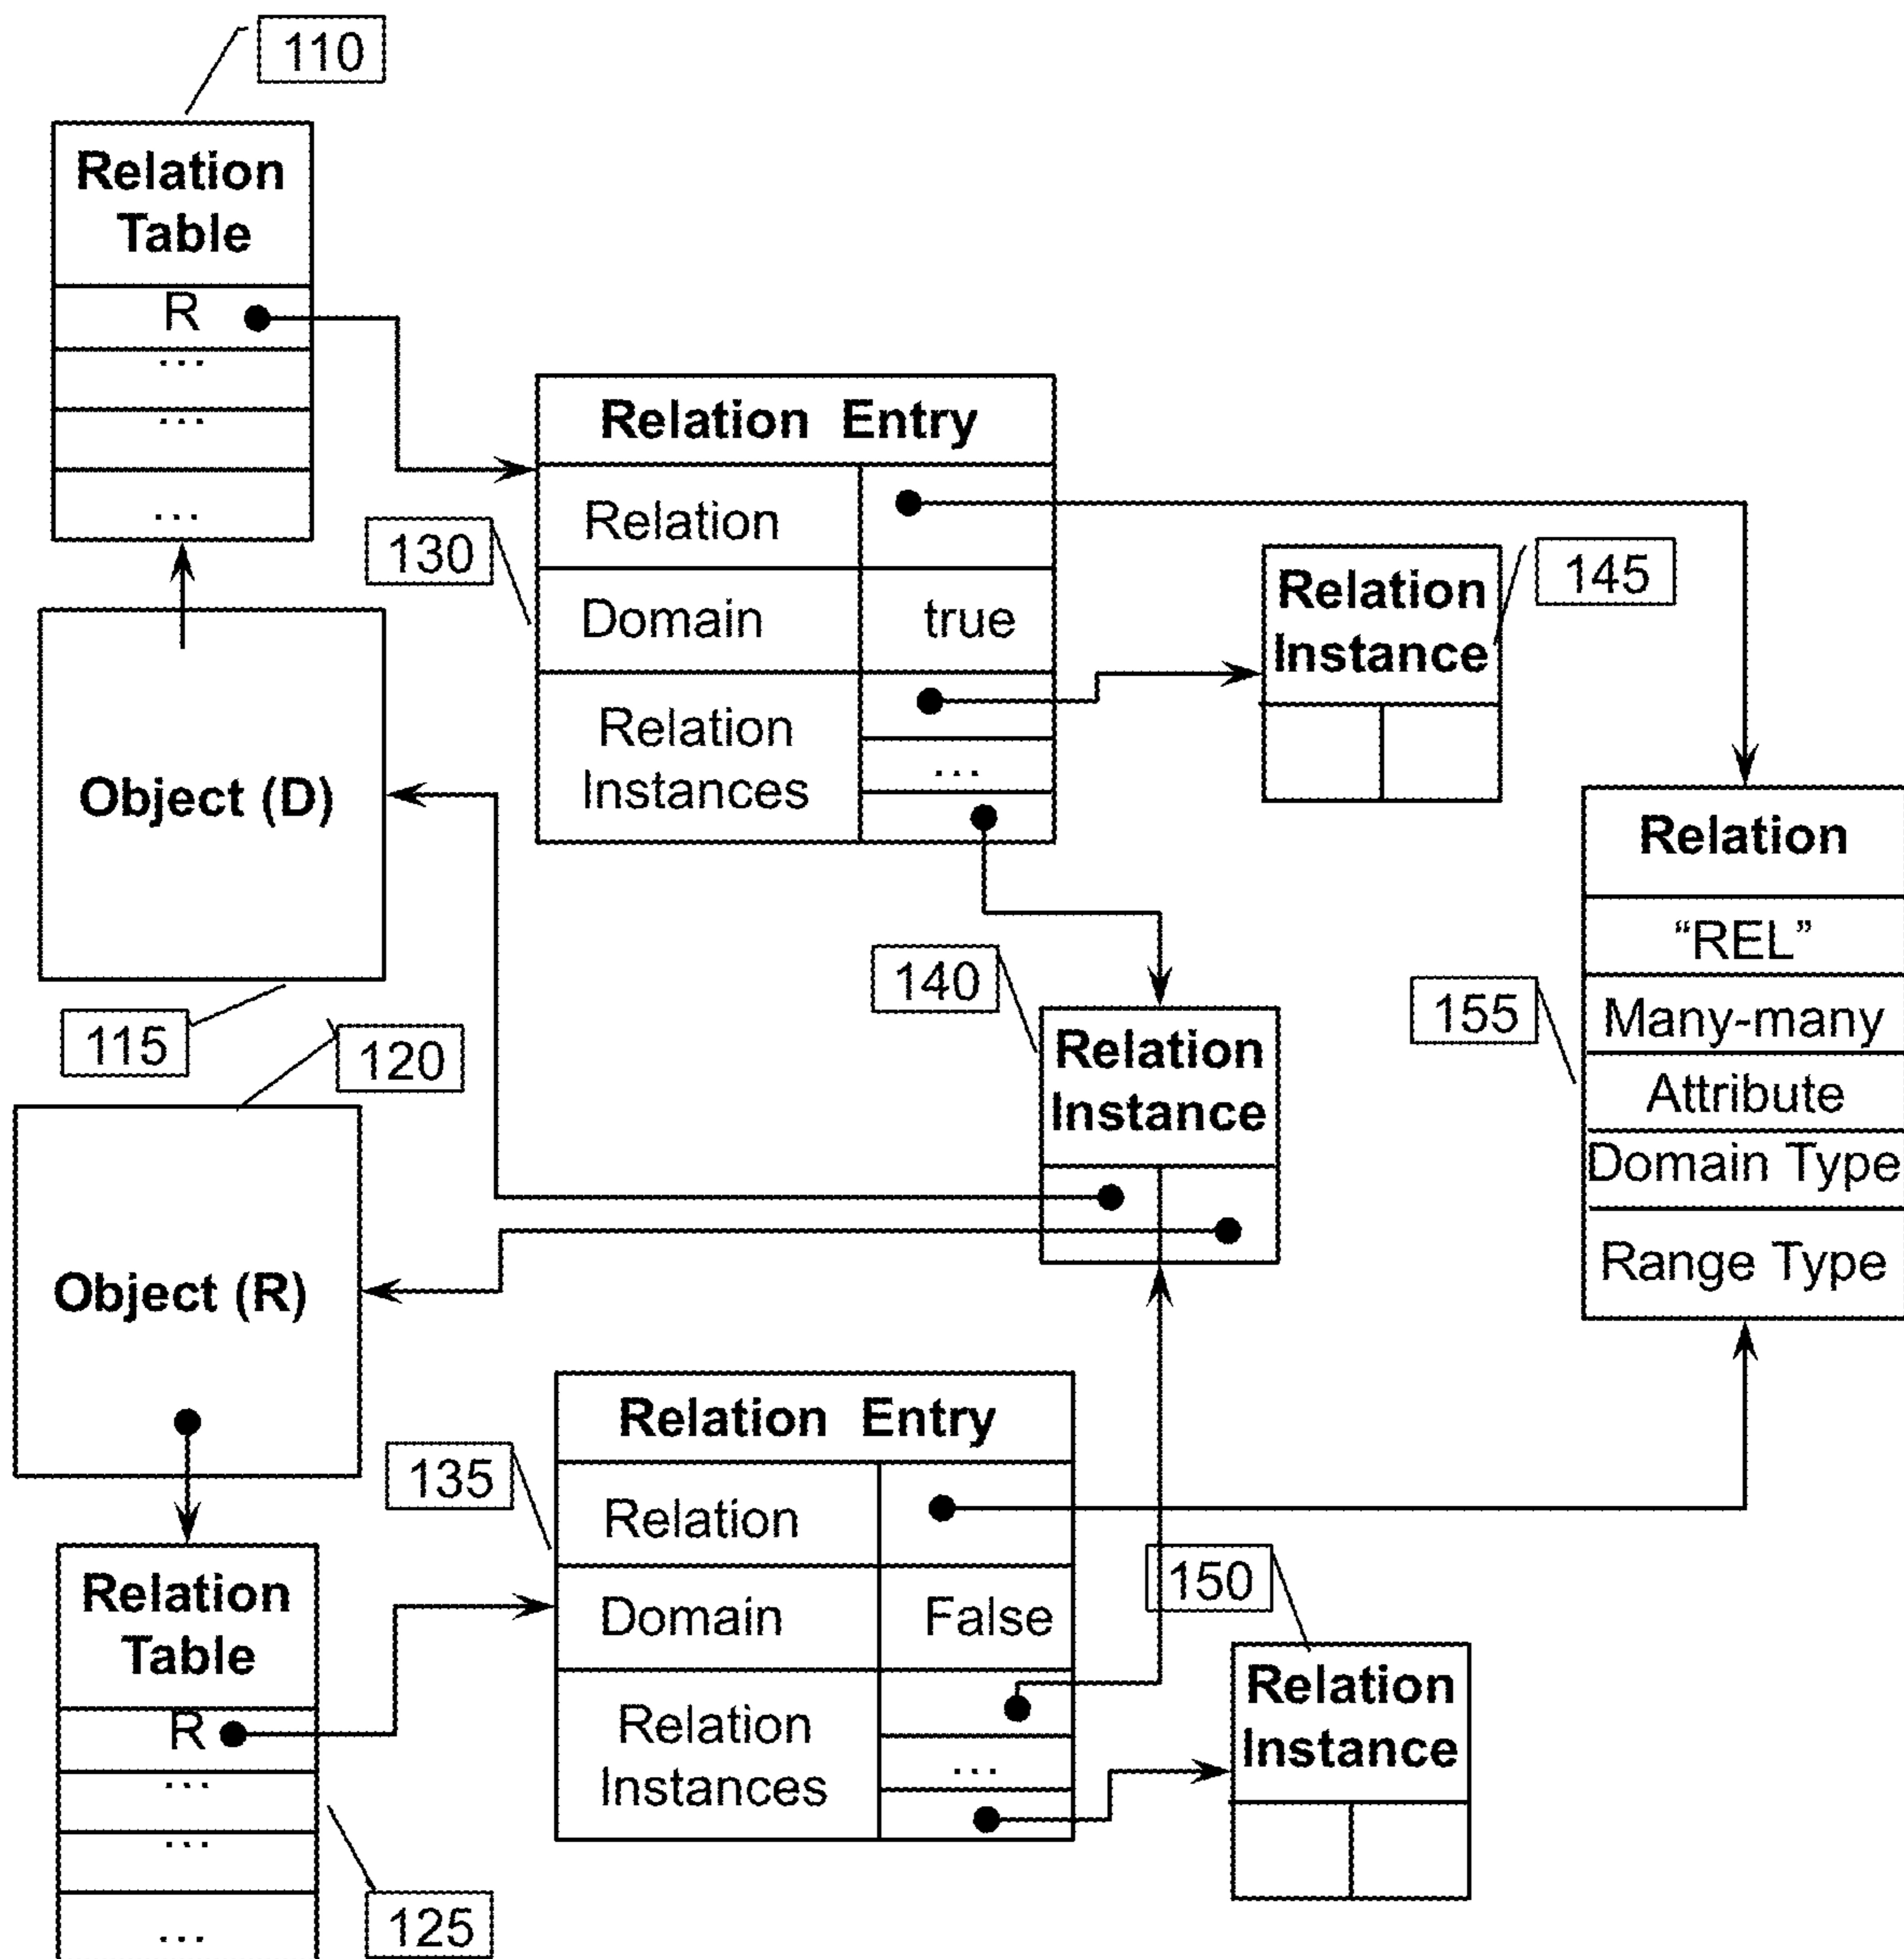 110
Relation
Table
R
...
...
...
Relation Entry
Relation
130
Domain true
Relation
Instances
...
Relation
Instance
145
Object (D)
115
Relation
"REL"
Many-many
Attribute
Domain Type
Range Type
155
140
Relation
Instance
120
Object (R)
Relation Entry
135
Relation
Domain False
Relation
Instances
...
150
Relation
Instance
Relation
Table
R
...
...
...
125